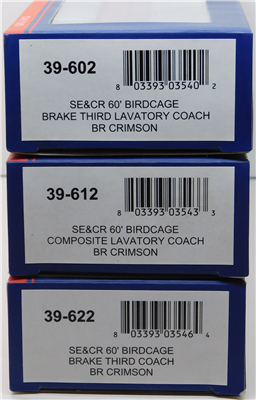 39-602
8 03393 03540 2
SE&CR 60' BIRDCAGE
BRAKE THIRD LAVATORY COACH
BR CRIMSON
39-612
8 03393 03543 3
SE&CR 60' BIRDCAGE
COMPOSITE LAVATORY COACH
BR CRIMSON
39-622
8 03393 03546 4
SE&CR 60' BIRDCAGE
BRAKE THIRD COACH
BR CRIMSON